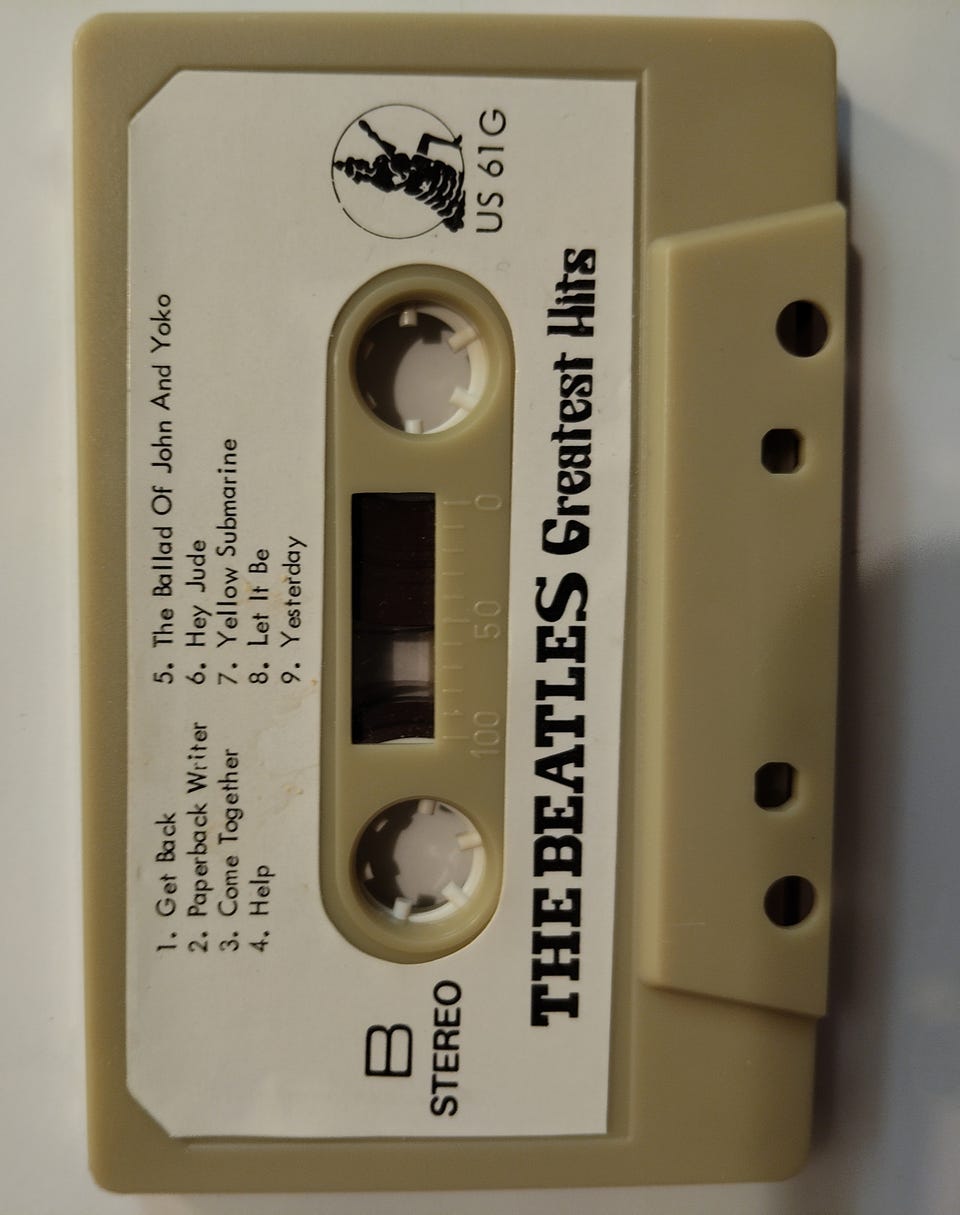 1. Get Back
2. Paperback Writer
3. Come Together
4. Help
5. The Ballad Of John And Yoko
6. Hey Jude
7. Yellow Submarine
8. Let It Be
9. Yesterday
B
STEREO
100 50 0
US 61G
THE BEATLES Greatest Hits